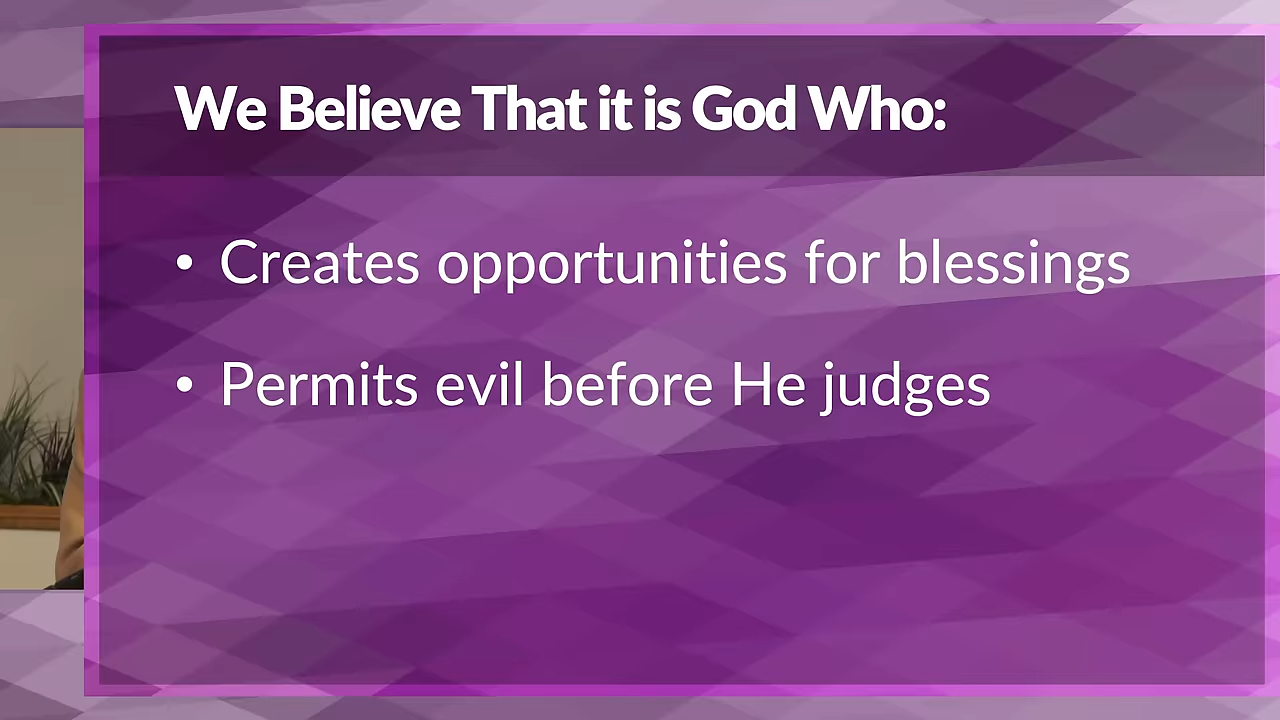 We Believe That it is God Who:
• Creates opportunities for blessings
• Permits evil before He judges